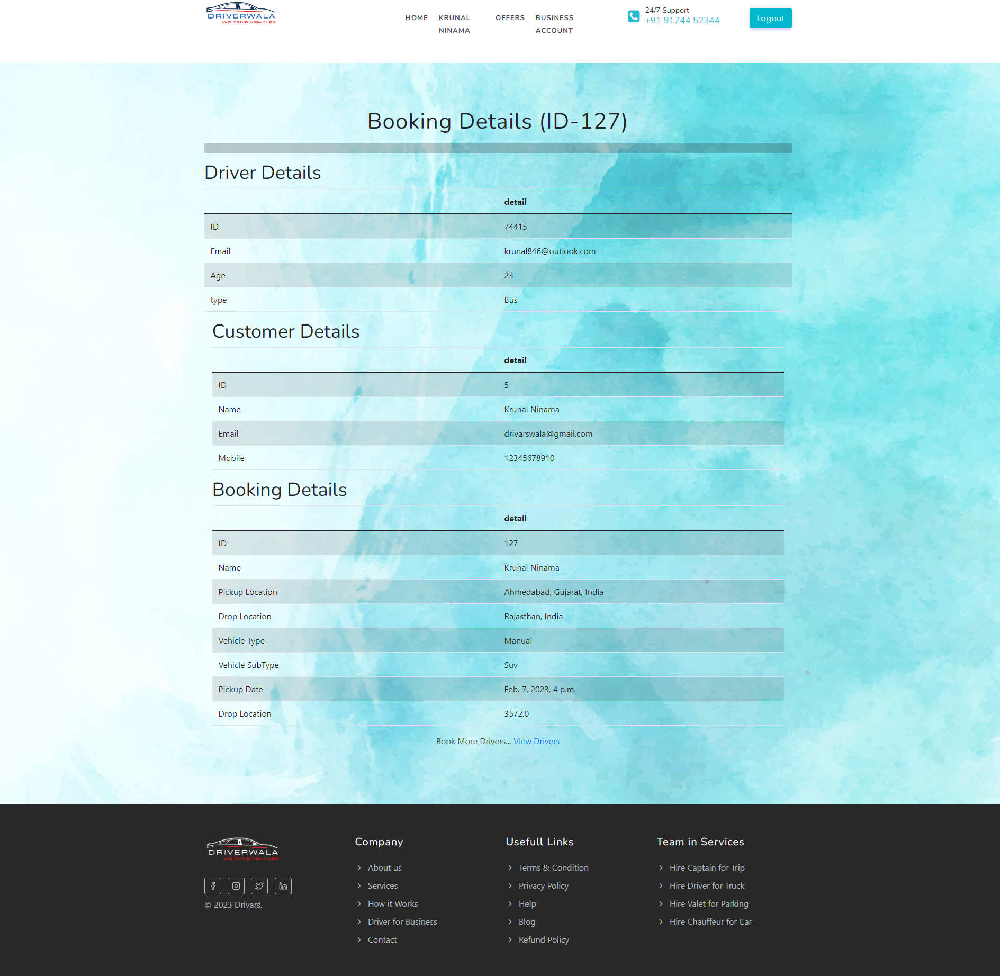 DRIVERWALA
WE DRIVE VEHICLES
HOME
KRUNAL
NINAMA
OFFERS
BUSINESS
ACCOUNT
24/7 Support
+91 91744 52344
Logout
Booking Details (ID-127)
Driver Details
detail
ID 74415
Email krunal846@outlook.com
Age 23
type Bus
Customer Details
detail
ID 5
Name Krunal Ninama
Email drivarswala@gmail.com
Mobile 12345678910
Booking Details
detail
ID 127
Name Krunal Ninama
Pickup Location Ahmedabad, Gujarat, India
Drop Location Rajasthan, India
Vehicle Type Manual
Vehicle SubType Suv
Pickup Date Feb. 7, 2023, 4 p.m.
Drop Location 3572.0
Book More Drivers... View Drivers
DRIVERWALA
WE DRIVE VEHICLES
© 2023 Drivars.
Company
About us
Services
How it Works
Driver for Business
Contact
Usefull Links
Terms & Condition
Privacy Policy
Help
Blog
Refund Policy
Team in Services
Hire Captain for Trip
Hire Driver for Truck
Hire Valet for Parking
Hire Chauffeur for Car